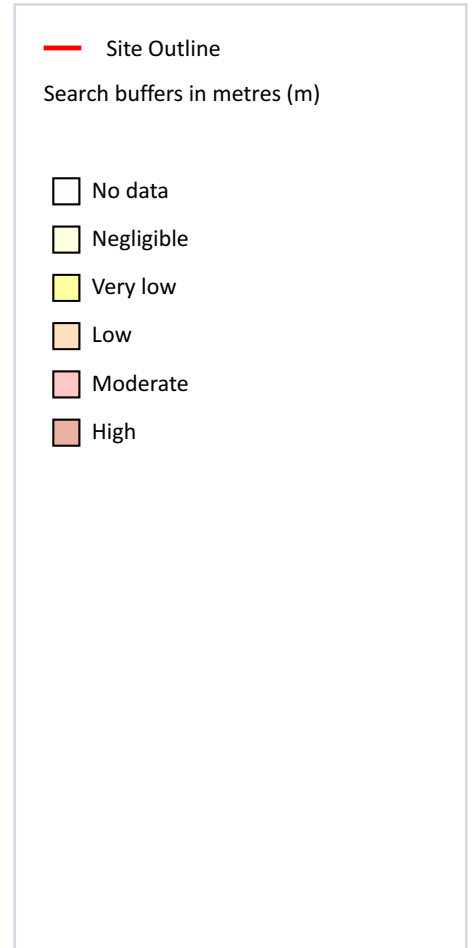 Site Outline
Search buffers in metres (m)
No data
Negligible
Very low
Low
Moderate
High